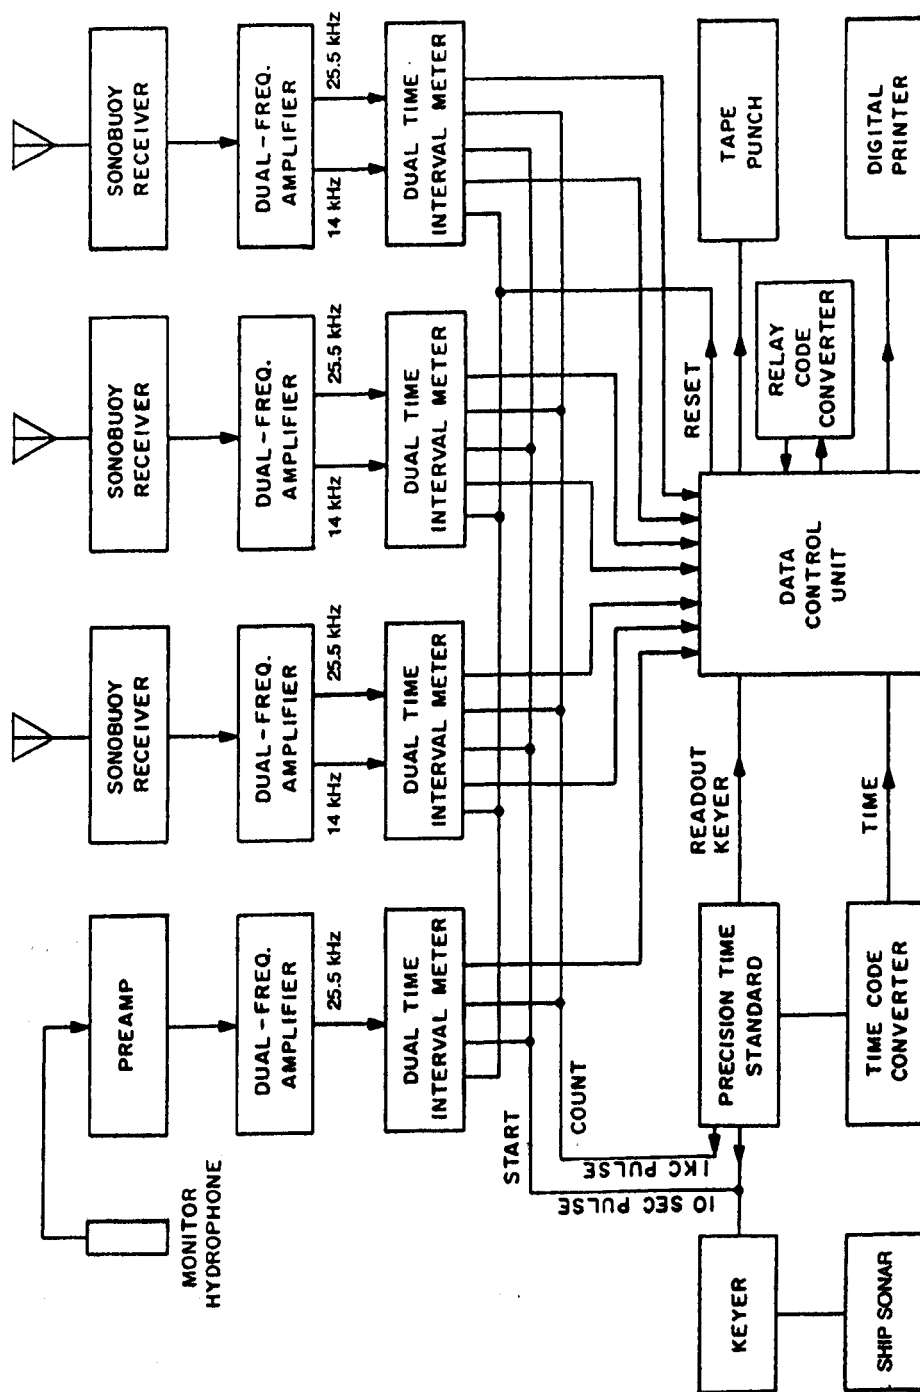 MONITOR
HYDROPHONE
PREAMP
SONOBUOY
RECEIVER
SONOBUOY
RECEIVER
SONOBUOY
RECEIVER
DUAL-FREQ.
AMPLIFIER
DUAL-FREQ.
AMPLIFIER
DUAL-FREQ.
AMPLIFIER
DUAL-FREQ.
AMPLIFIER
25.5 kHz
14 kHz
25.5 kHz
14 kHz
25.5 kHz
14 kHz
25.5 kHz
DUAL TIME
INTERVAL METER
DUAL TIME
INTERVAL METER
DUAL TIME
INTERVAL METER
DUAL TIME
INTERVAL METER
START
COUNT
1 KC PULSE
10 SEC PULSE
RESET
READOUT
KEYER
KEYER
PRECISION TIME
STANDARD
DATA
CONTROL
UNIT
RELAY
CODE
CONVERTER
TAPE
PUNCH
TIME
SHIP SONAR
TIME CODE
CONVERTER
DIGITAL
PRINTER